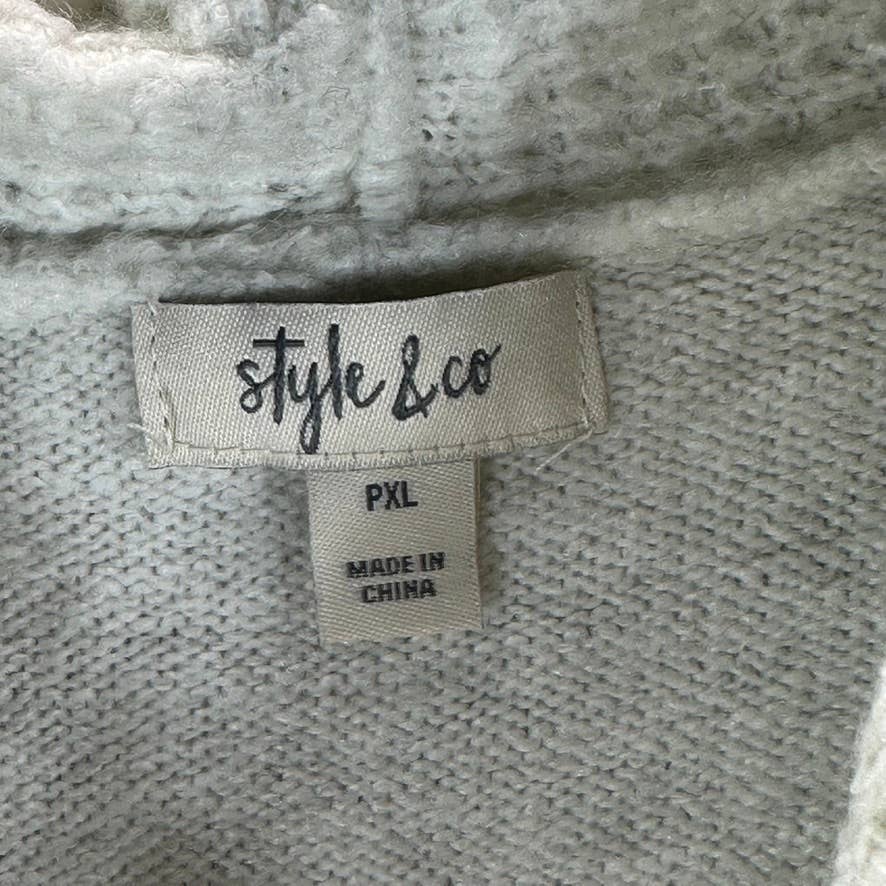 style & co
PXL
MADE IN
CHINA